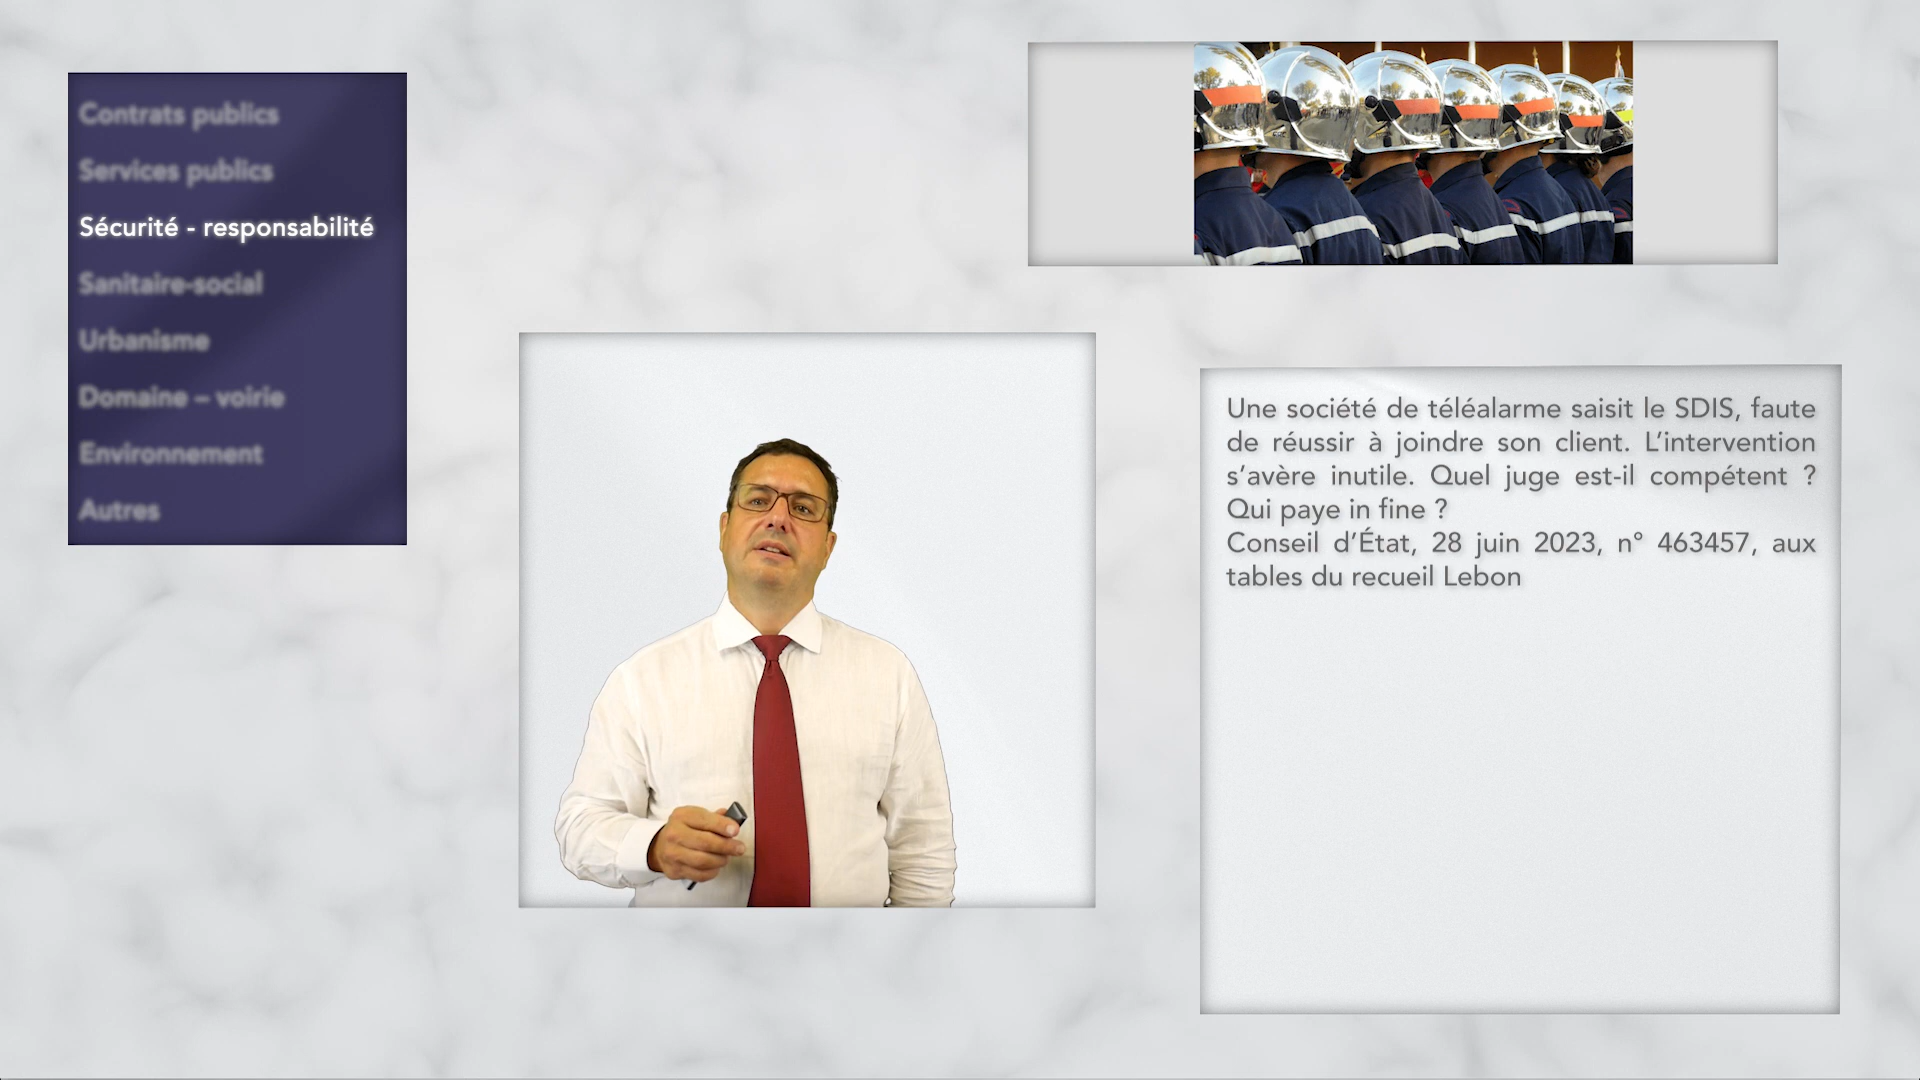 Contrats publics
Services publics
Sécurité - responsabilité
Sanitaire-social
Urbanisme
Domaine – voirie
Environnement
Autres
Une société de téléalarme saisit le SDIS, faute
de réussir à joindre son client. L’intervention
s’avère inutile. Quel juge est-il compétent ?
Qui paye in fine ?
Conseil d’État, 28 juin 2023, n° 463457, aux
tables du recueil Lebon